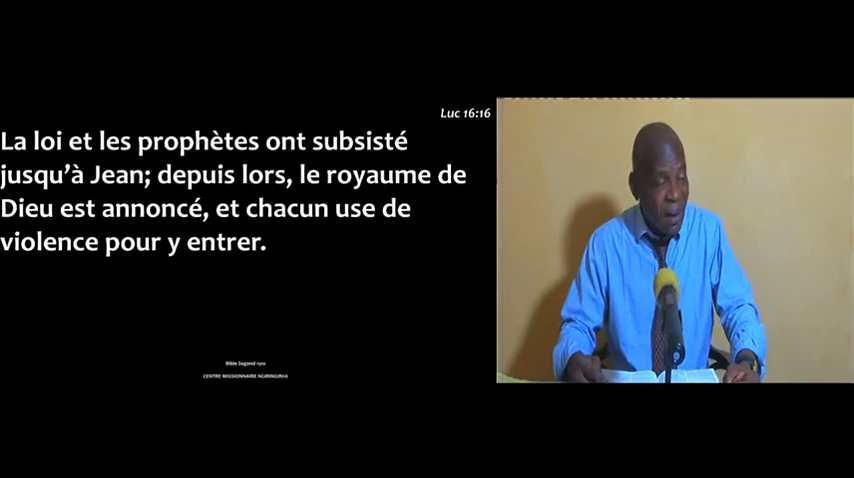 Luc 16:16
La loi et les prophètes ont subsisté
jusqu’à Jean; depuis lors, le royaume de
Dieu est annoncé, et chacun use de
violence pour y entrer.
Bible Segond 1910
CENTRE MISSIONNAIRE